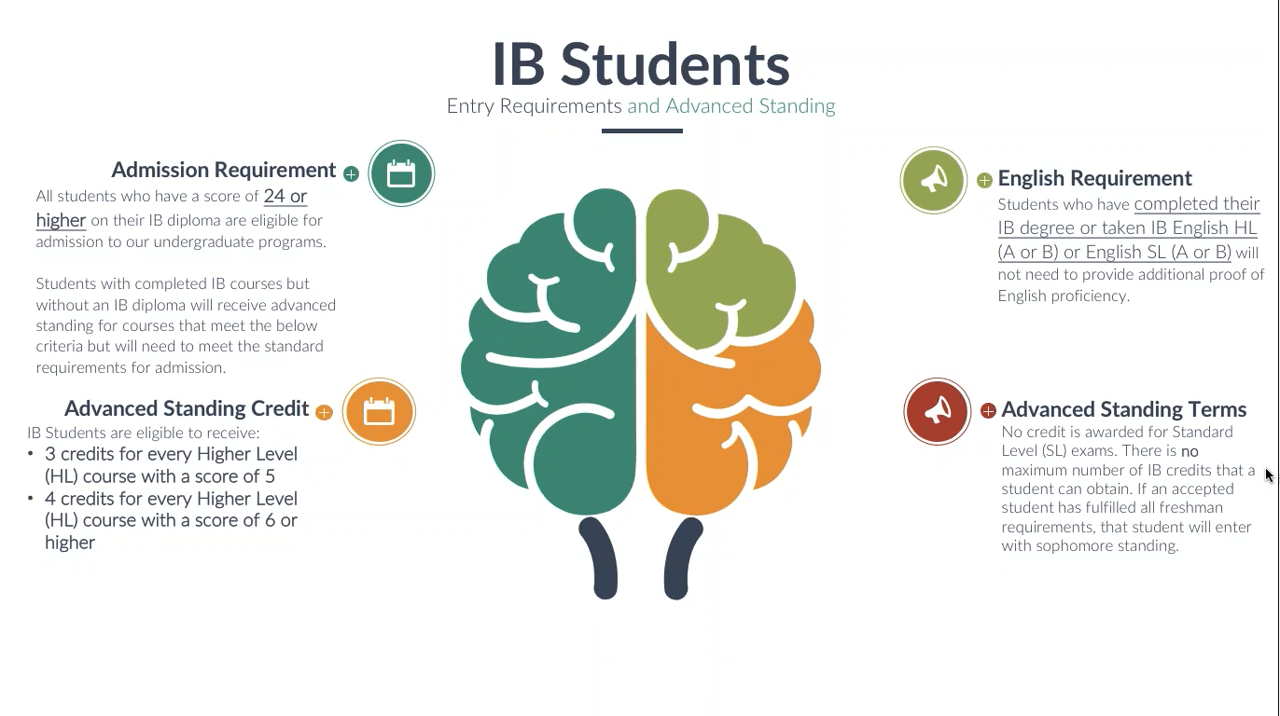 IB Students
Entry Requirements and Advanced Standing
Admission Requirement
All students who have a score of 24 or
higher on their IB diploma are eligible for
admission to our undergraduate programs.
Students with completed IB courses but
without an IB diploma will receive advanced
standing for courses that meet the below
criteria but will need to meet the standard
requirements for admission.
Advanced Standing Credit
IB Students are eligible to receive:
• 3 credits for every Higher Level
(HL) course with a score of 5
• 4 credits for every Higher Level
(HL) course with a score of 6 or
higher
English Requirement
Students who have completed their
IB degree or taken IB English HL
(A or B) or English SL (A or B) will
not need to provide additional proof of
English proficiency.
Advanced Standing Terms
No credit is awarded for Standard
Level (SL) exams. There is no
maximum number of IB credits that a
student can obtain. If an accepted
student has fulfilled all freshman
requirements, that student will enter
with sophomore standing.